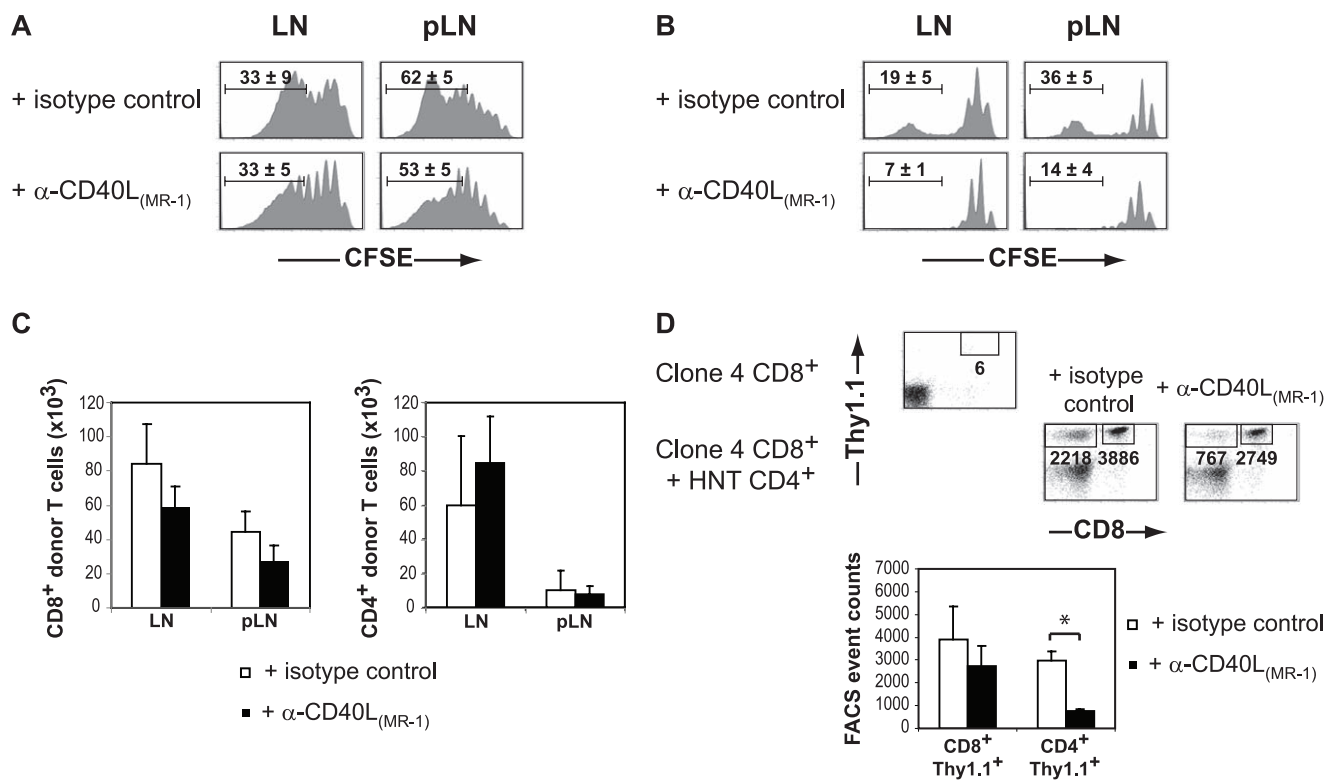 A
LN
pLN
+ isotype control
33 ± 9
62 ± 5
+ α-CD40L(MR-1)
33 ± 5
53 ± 5
CFSE
B
LN
pLN
+ isotype control
19 ± 5
36 ± 5
+ α-CD40L(MR-1)
7 ± 1
14 ± 4
CFSE
C
CD8+ donor T cells (x10³)
120
100
80
60
40
20
0
LN
pLN
CD4+ donor T cells (x10³)
120
100
80
60
40
20
0
LN
pLN
+ isotype control
+ α-CD40L(MR-1)
D
Clone 4 CD8+
Clone 4 CD8+
+ HNT CD4+
Thy1.1
6
+ isotype
control
+ α-CD40L(MR-1)
2218
3886
767
2749
CD8
FACS event counts
7000
6000
5000
4000
3000
2000
1000
0
*
CD8+
Thy1.1+
CD4+
Thy1.1+
+ isotype control
+ α-CD40L(MR-1)